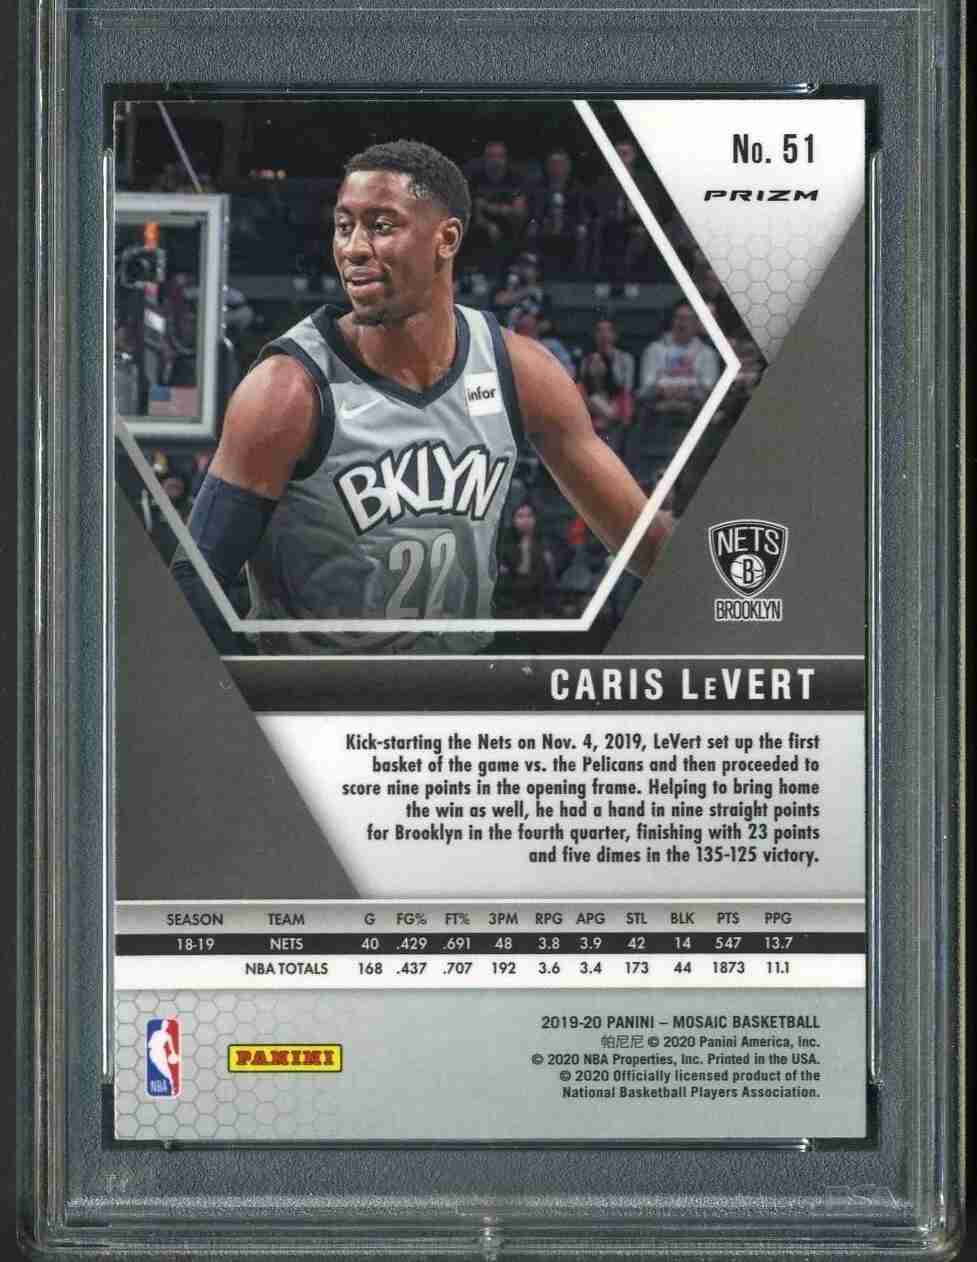 No. 51
PRIZM
infor
BKLYN
22
NETS
B
BROOKLYN
CARIS LEVERT
Kick-starting the Nets on Nov. 4, 2019, LeVert set up the first
basket of the game vs. the Pelicans and then proceeded to
score nine points in the opening frame. Helping to bring home
the win as well, he had a hand in nine straight points
for Brooklyn in the fourth quarter, finishing with 23 points
and five dimes in the 135-125 victory.
SEASON TEAM G FG% FT% 3PM RPG APG STL BLK PTS PPG
18-19 NETS 40 .429 .691 48 3.8 3.9 42 14 547 13.7
NBA TOTALS 168 .437 .707 192 3.6 3.4 173 44 1873 11.1
2019-20 PANINI – MOSAIC BASKETBALL
帕尼尼 © 2020 Panini America, Inc.
© 2020 NBA Properties, Inc. Printed in the USA.
© 2020 Officially licensed product of the
National Basketball Players Association.
NBA
PANINI
PSA